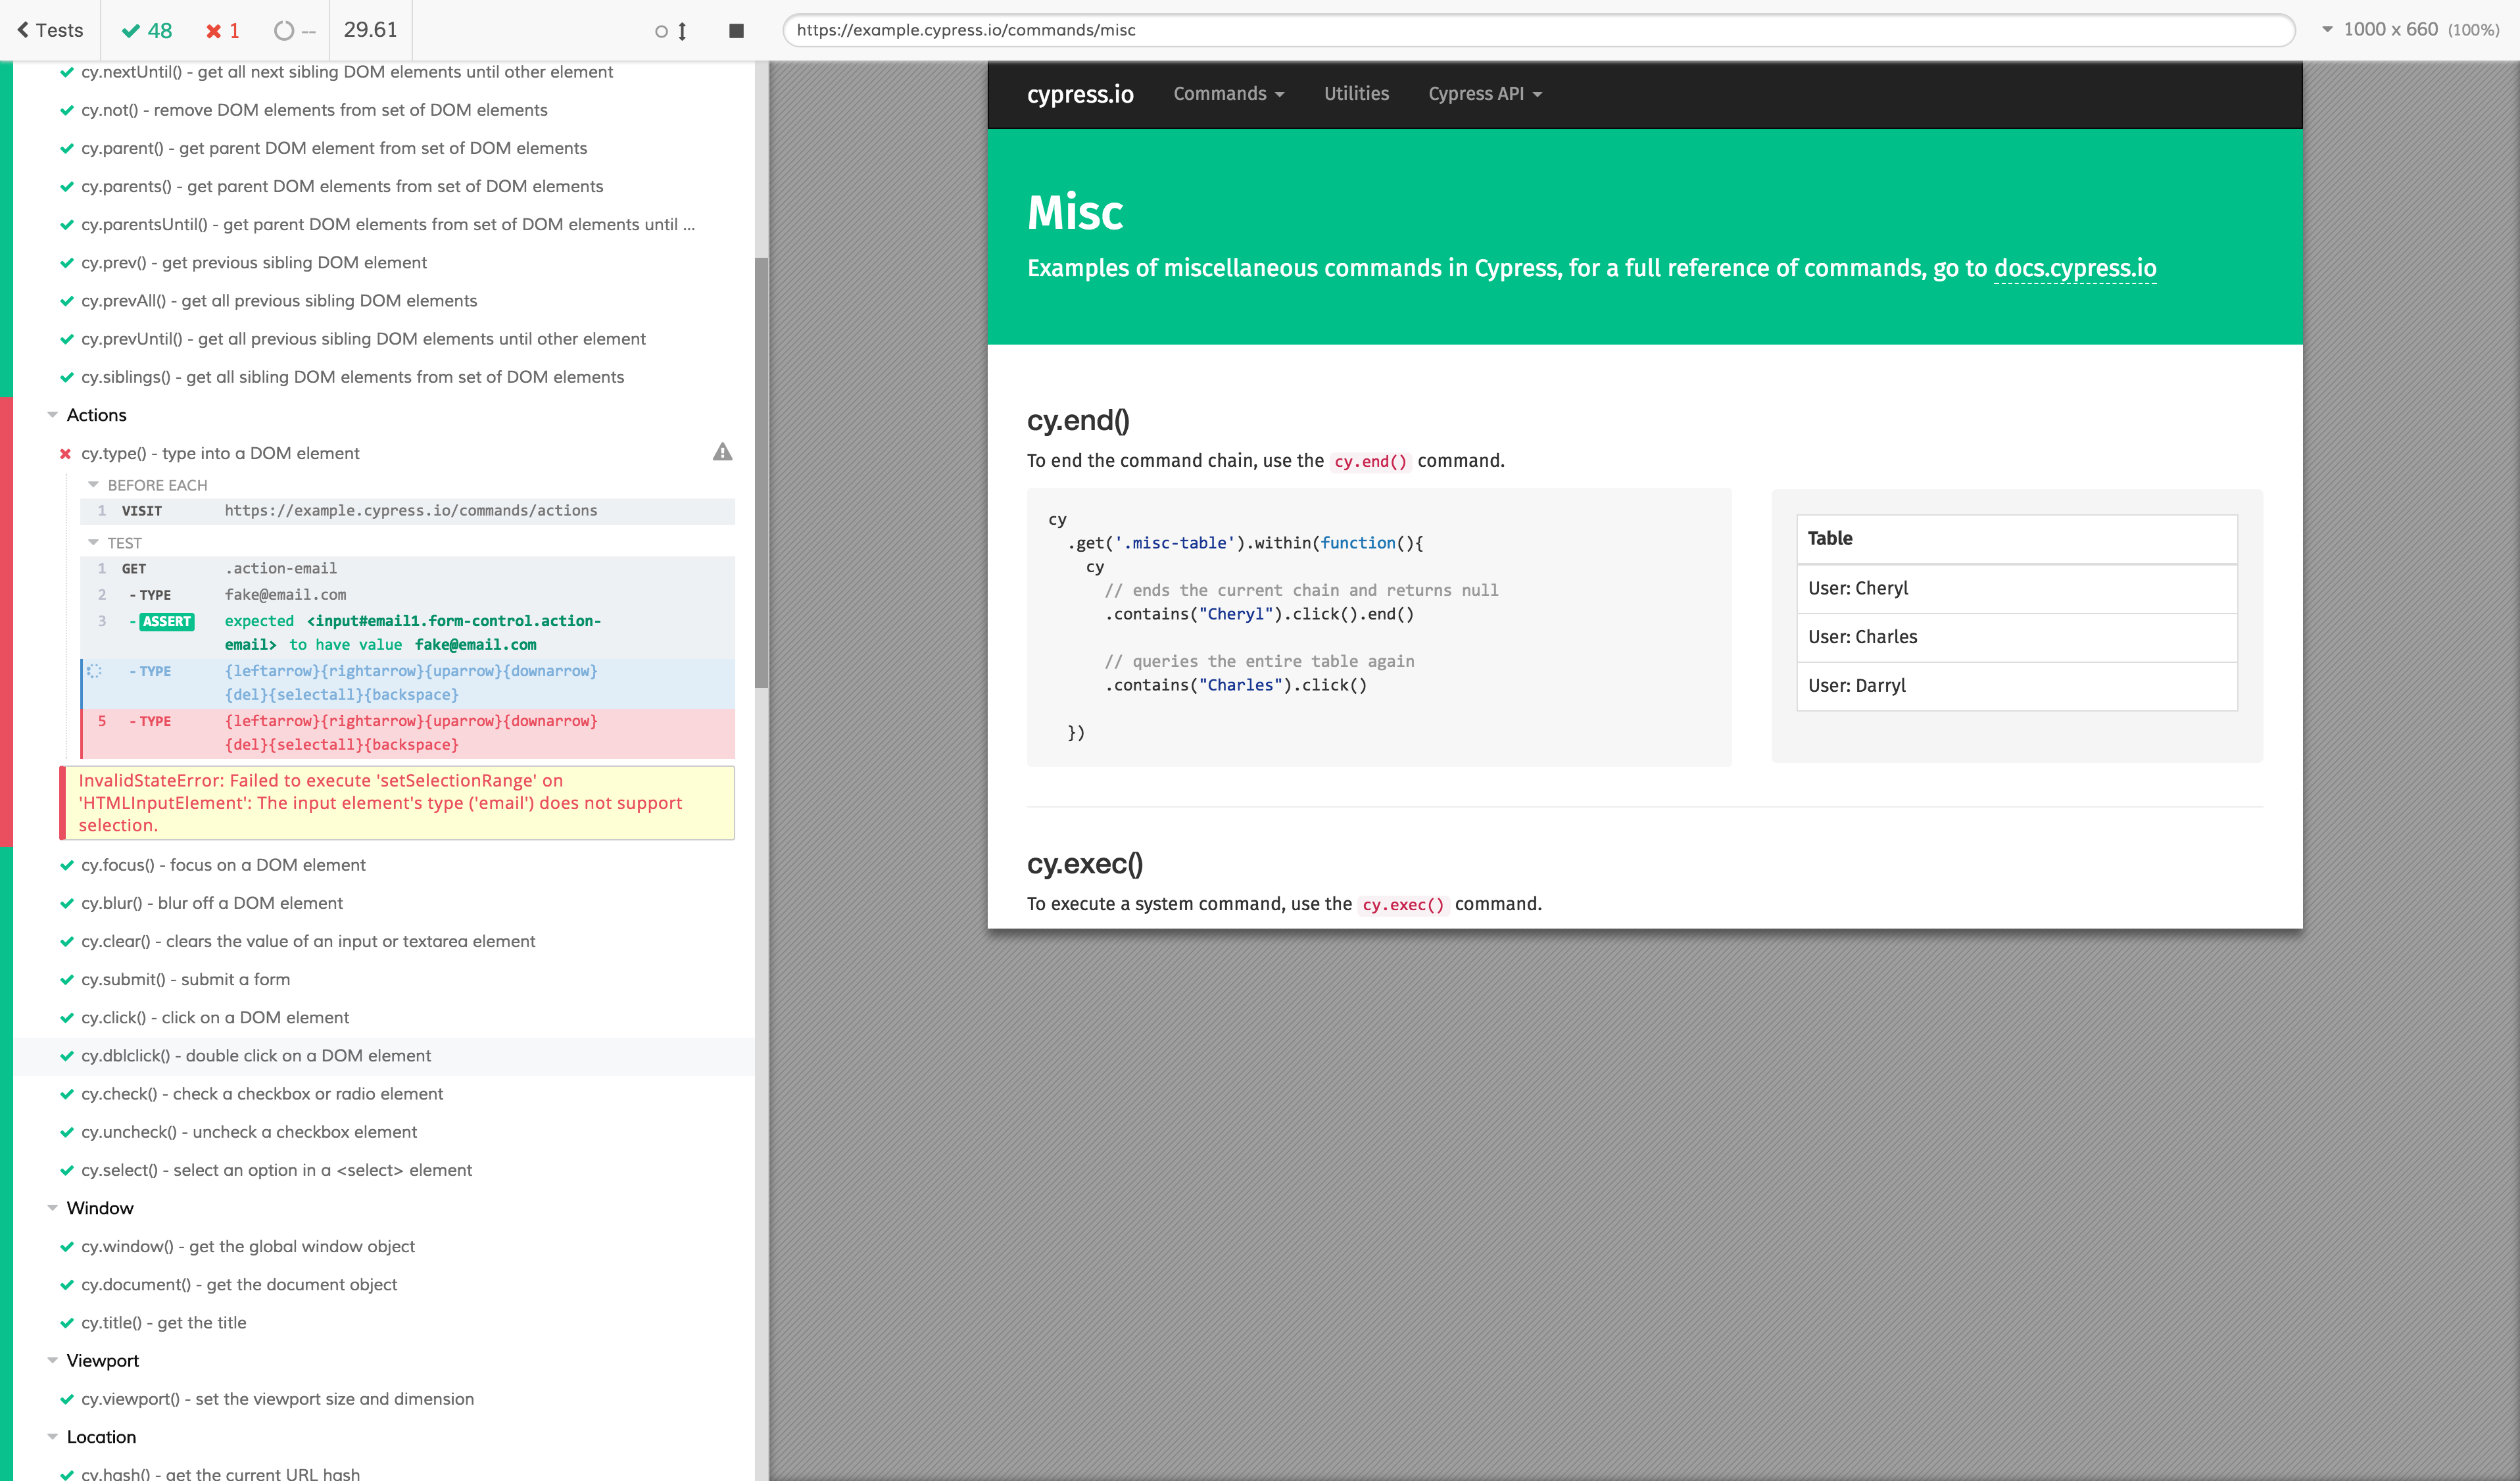 Tests
48
1
--
29.61
https://example.cypress.io/commands/misc
1000 x 660 (100%)
cy.nextUntil() - get all next sibling DOM elements until other element
cy.not() - remove DOM elements from set of DOM elements
cy.parent() - get parent DOM element from set of DOM elements
cy.parents() - get parent DOM elements from set of DOM elements
cy.parentsUntil() - get parent DOM elements from set of DOM elements until ...
cy.prev() - get previous sibling DOM element
cy.prevAll() - get all previous sibling DOM elements
cy.prevUntil() - get all previous sibling DOM elements until other element
cy.siblings() - get all sibling DOM elements from set of DOM elements
Actions
cy.type() - type into a DOM element
BEFORE EACH
1 VISIT https://example.cypress.io/commands/actions
TEST
1 GET .action-email
2 - TYPE fake@email.com
3 - ASSERT expected <input#email1.form-control.action-
email> to have value fake@email.com
- TYPE {leftarrow}{rightarrow}{uparrow}{downarrow}
{del}{selectall}{backspace}
5 - TYPE {leftarrow}{rightarrow}{uparrow}{downarrow}
{del}{selectall}{backspace}
InvalidStateError: Failed to execute 'setSelectionRange' on
'HTMLInputElement': The input element's type ('email') does not support
selection.
cy.focus() - focus on a DOM element
cy.blur() - blur off a DOM element
cy.clear() - clears the value of an input or textarea element
cy.submit() - submit a form
cy.click() - click on a DOM element
cy.dblclick() - double click on a DOM element
cy.check() - check a checkbox or radio element
cy.uncheck() - uncheck a checkbox element
cy.select() - select an option in a <select> element
Window
cy.window() - get the global window object
cy.document() - get the document object
cy.title() - get the title
Viewport
cy.viewport() - set the viewport size and dimension
Location
cy.hash() - get the current URL hash
cypress.io
Commands
Utilities
Cypress API
Misc
Examples of miscellaneous commands in Cypress, for a full reference of commands, go to docs.cypress.io
cy.end()
To end the command chain, use the cy.end() command.
cy
.get('.misc-table').within(function(){
cy
// ends the current chain and returns null
.contains("Cheryl").click().end()
// queries the entire table again
.contains("Charles").click()
})
Table
User: Cheryl
User: Charles
User: Darryl
cy.exec()
To execute a system command, use the cy.exec() command.